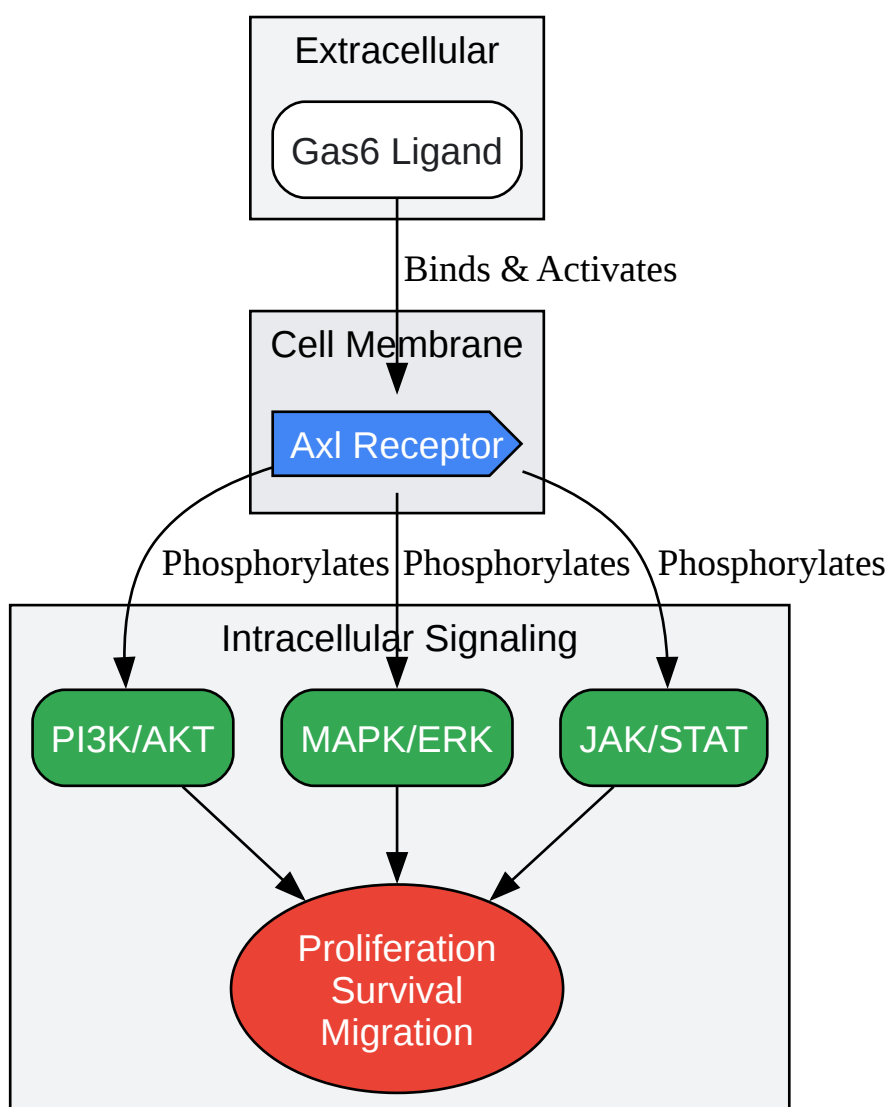 Extracellular
Gas6 Ligand
Binds & Activates
Cell Membrane
Axl Receptor
Phosphorylates
Phosphorylates
Phosphorylates
Intracellular Signaling
PI3K/AKT
MAPK/ERK
JAK/STAT
Proliferation
Survival
Migration